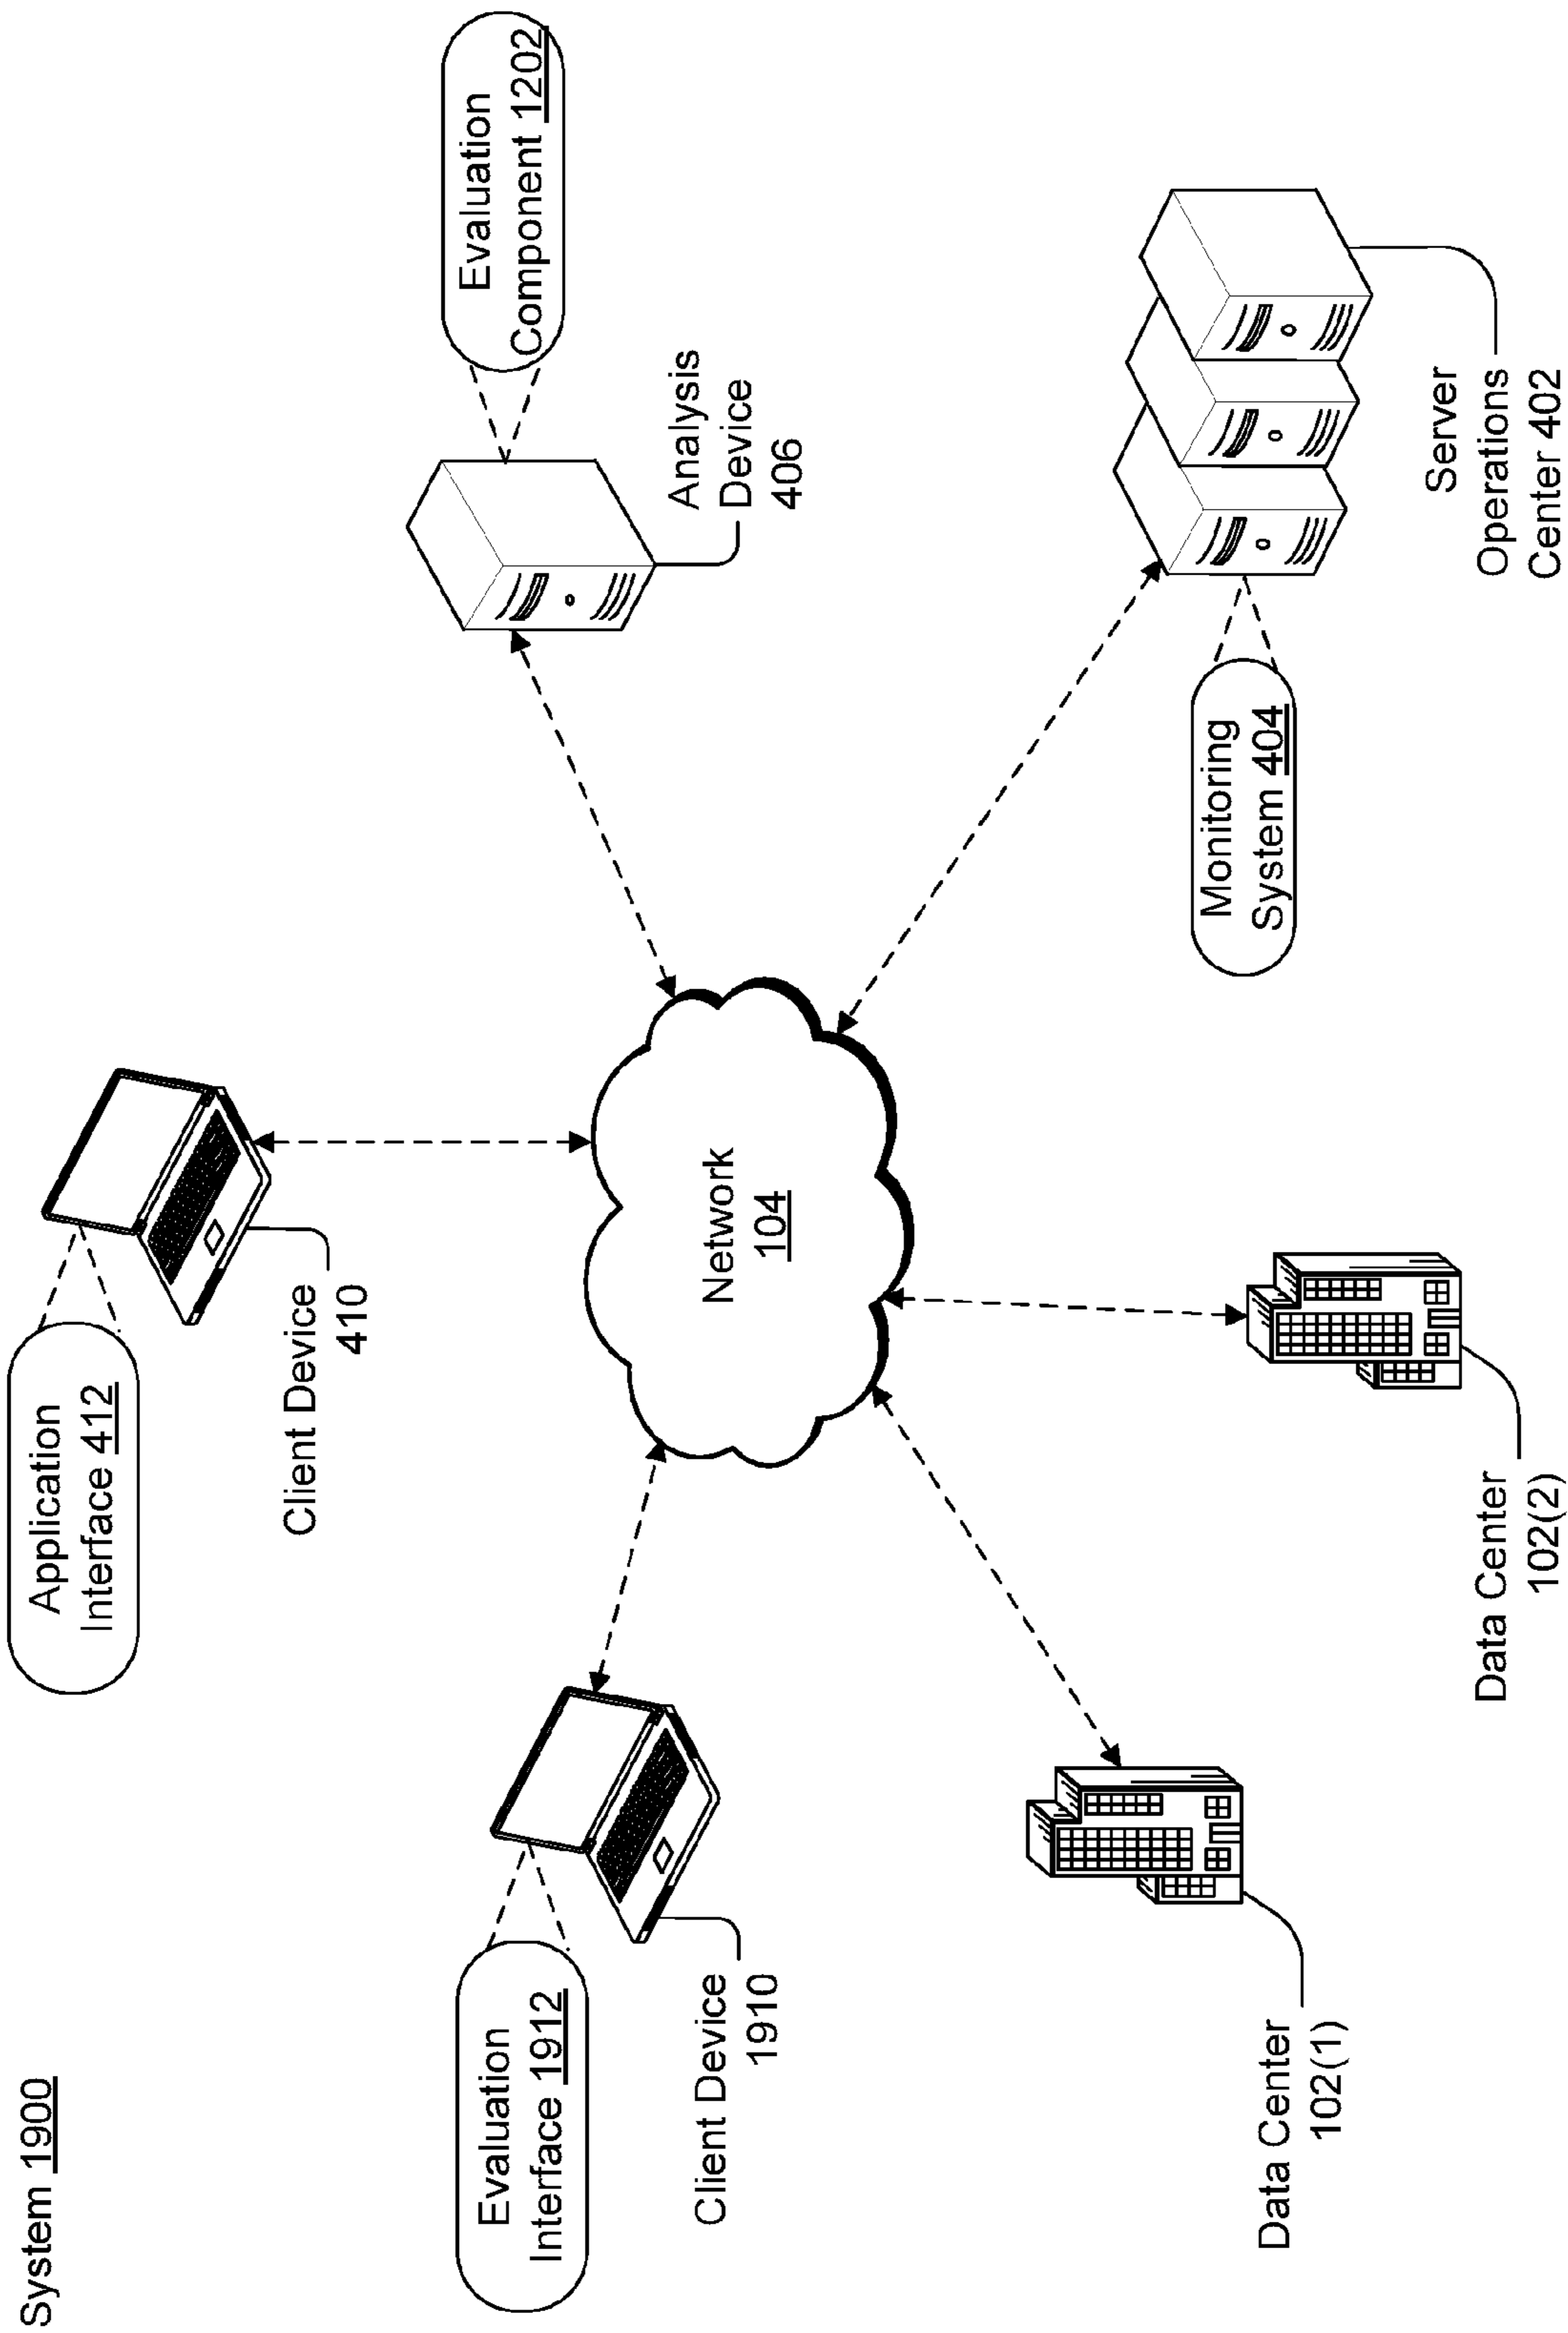 System 1900
Application
Interface 412
Client Device
410
Evaluation
Component 1202
Analysis
Device
406
Evaluation
Interface 1912
Client Device
1910
Network
104
Monitoring
System 404
Server
Operations
Center 402
Data Center
102(1)
Data Center
102(2)